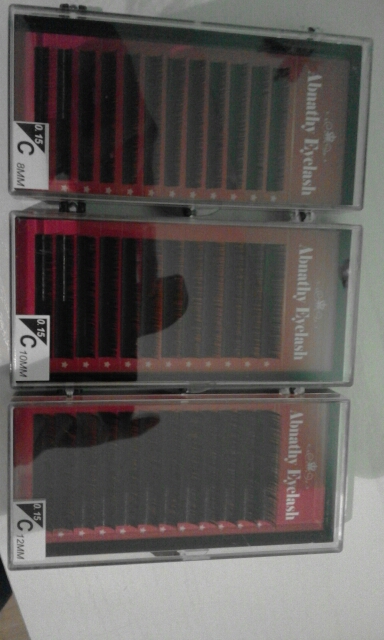 Abnathy Eyelash
0.15
C
8MM
Abnathy Eyelash
0.15
C
10MM
Abnathy Eyelash
0.15
C
12MM